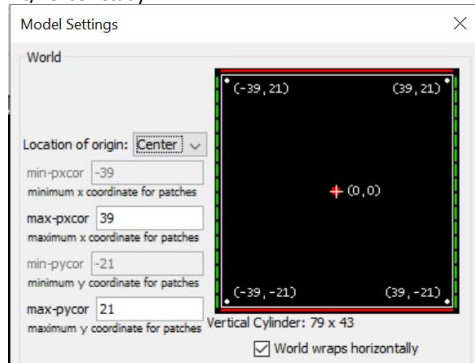 Model Settings
World
(-39,21) (39,21)
Location of origin: Center
min-pxcor -39
minimum x coordinate for patches
(0,0)
max-pxcor 39
maximum x coordinate for patches
min-pycor -21
minimum y coordinate for patches
(-39,-21) (39,-21)
max-pycor 21
maximum y coordinate for patches
Vertical Cylinder: 79 x 43
World wraps horizontally